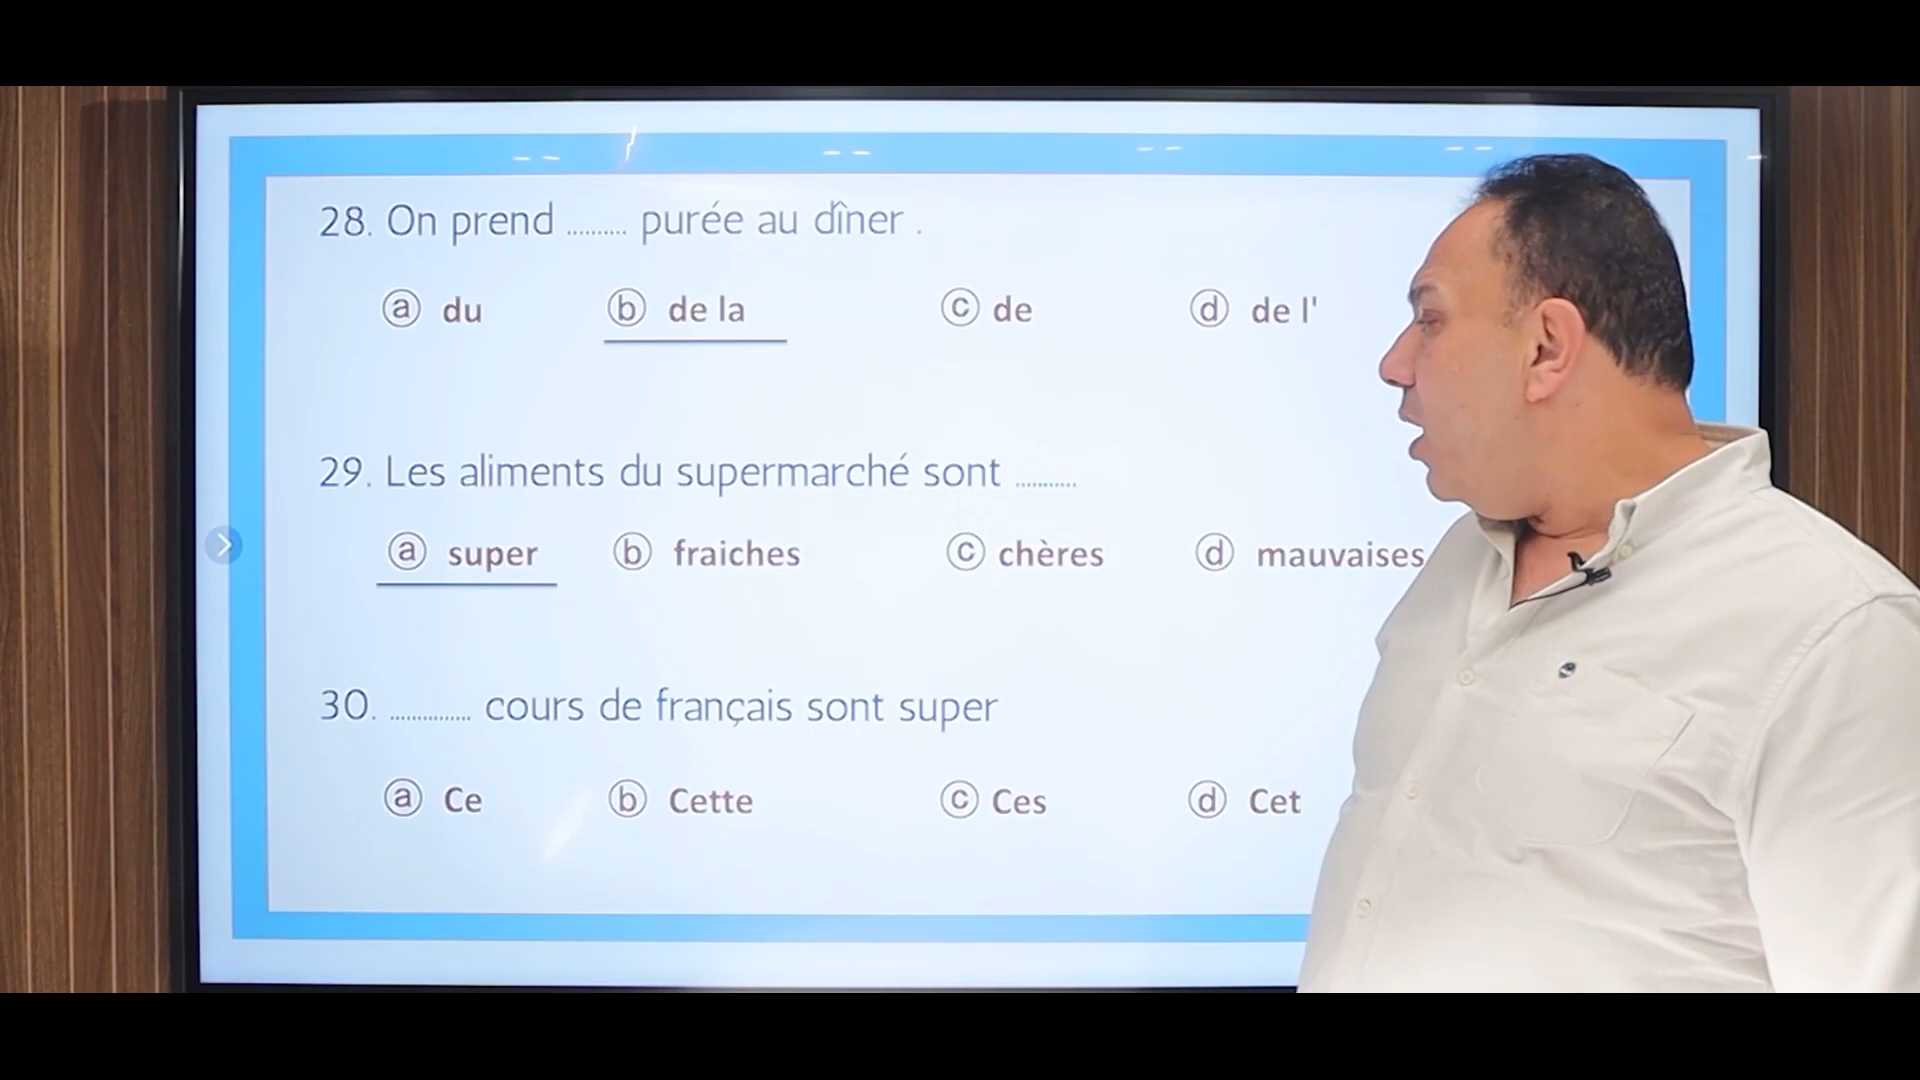 28. On prend .......... purée au dîner .
ⓐ du ⓑ de la ⓒ de ⓓ de l'
29. Les aliments du supermarché sont ...........
ⓐ super ⓑ fraiches ⓒ chères ⓓ mauvaises
30. .............. cours de français sont super
ⓐ Ce ⓑ Cette ⓒ Ces ⓓ Cet